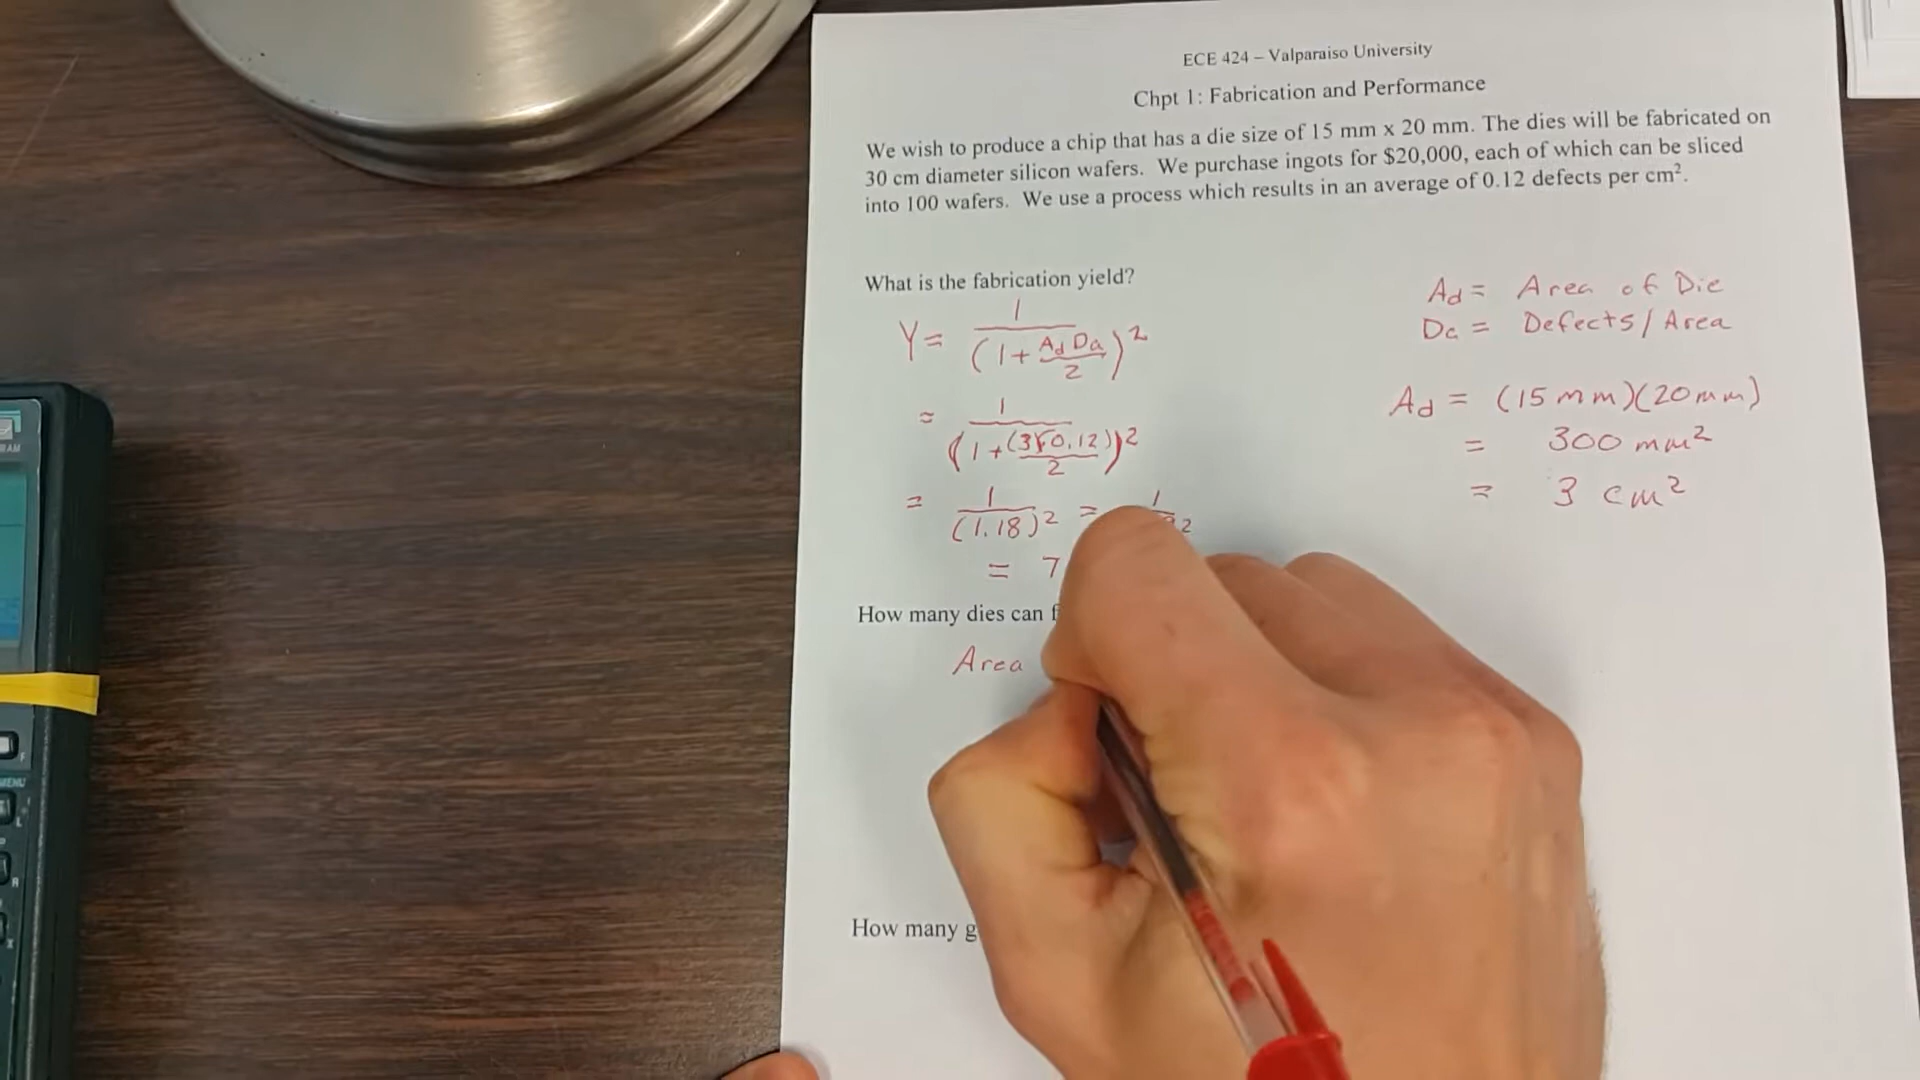 ECE 424 – Valparaiso University
Chpt 1: Fabrication and Performance
We wish to produce a chip that has a die size of 15 mm x 20 mm. The dies will be fabricated on
30 cm diameter silicon wafers. We purchase ingots for $20,000, each of which can be sliced
into 100 wafers. We use a process which results in an average of 0.12 defects per cm².
What is the fabrication yield?
Y = 1 / (1 + Ad Da / 2)²
= 1 / (1 + (3)(0.12) / 2)²
= 1 / (1.18)² = 1
= 7
Ad = Area of Die
Da = Defects / Area
Ad = (15 mm)(20 mm)
= 300 mm²
= 3 cm²
How many dies can
Area
How many g
MENU